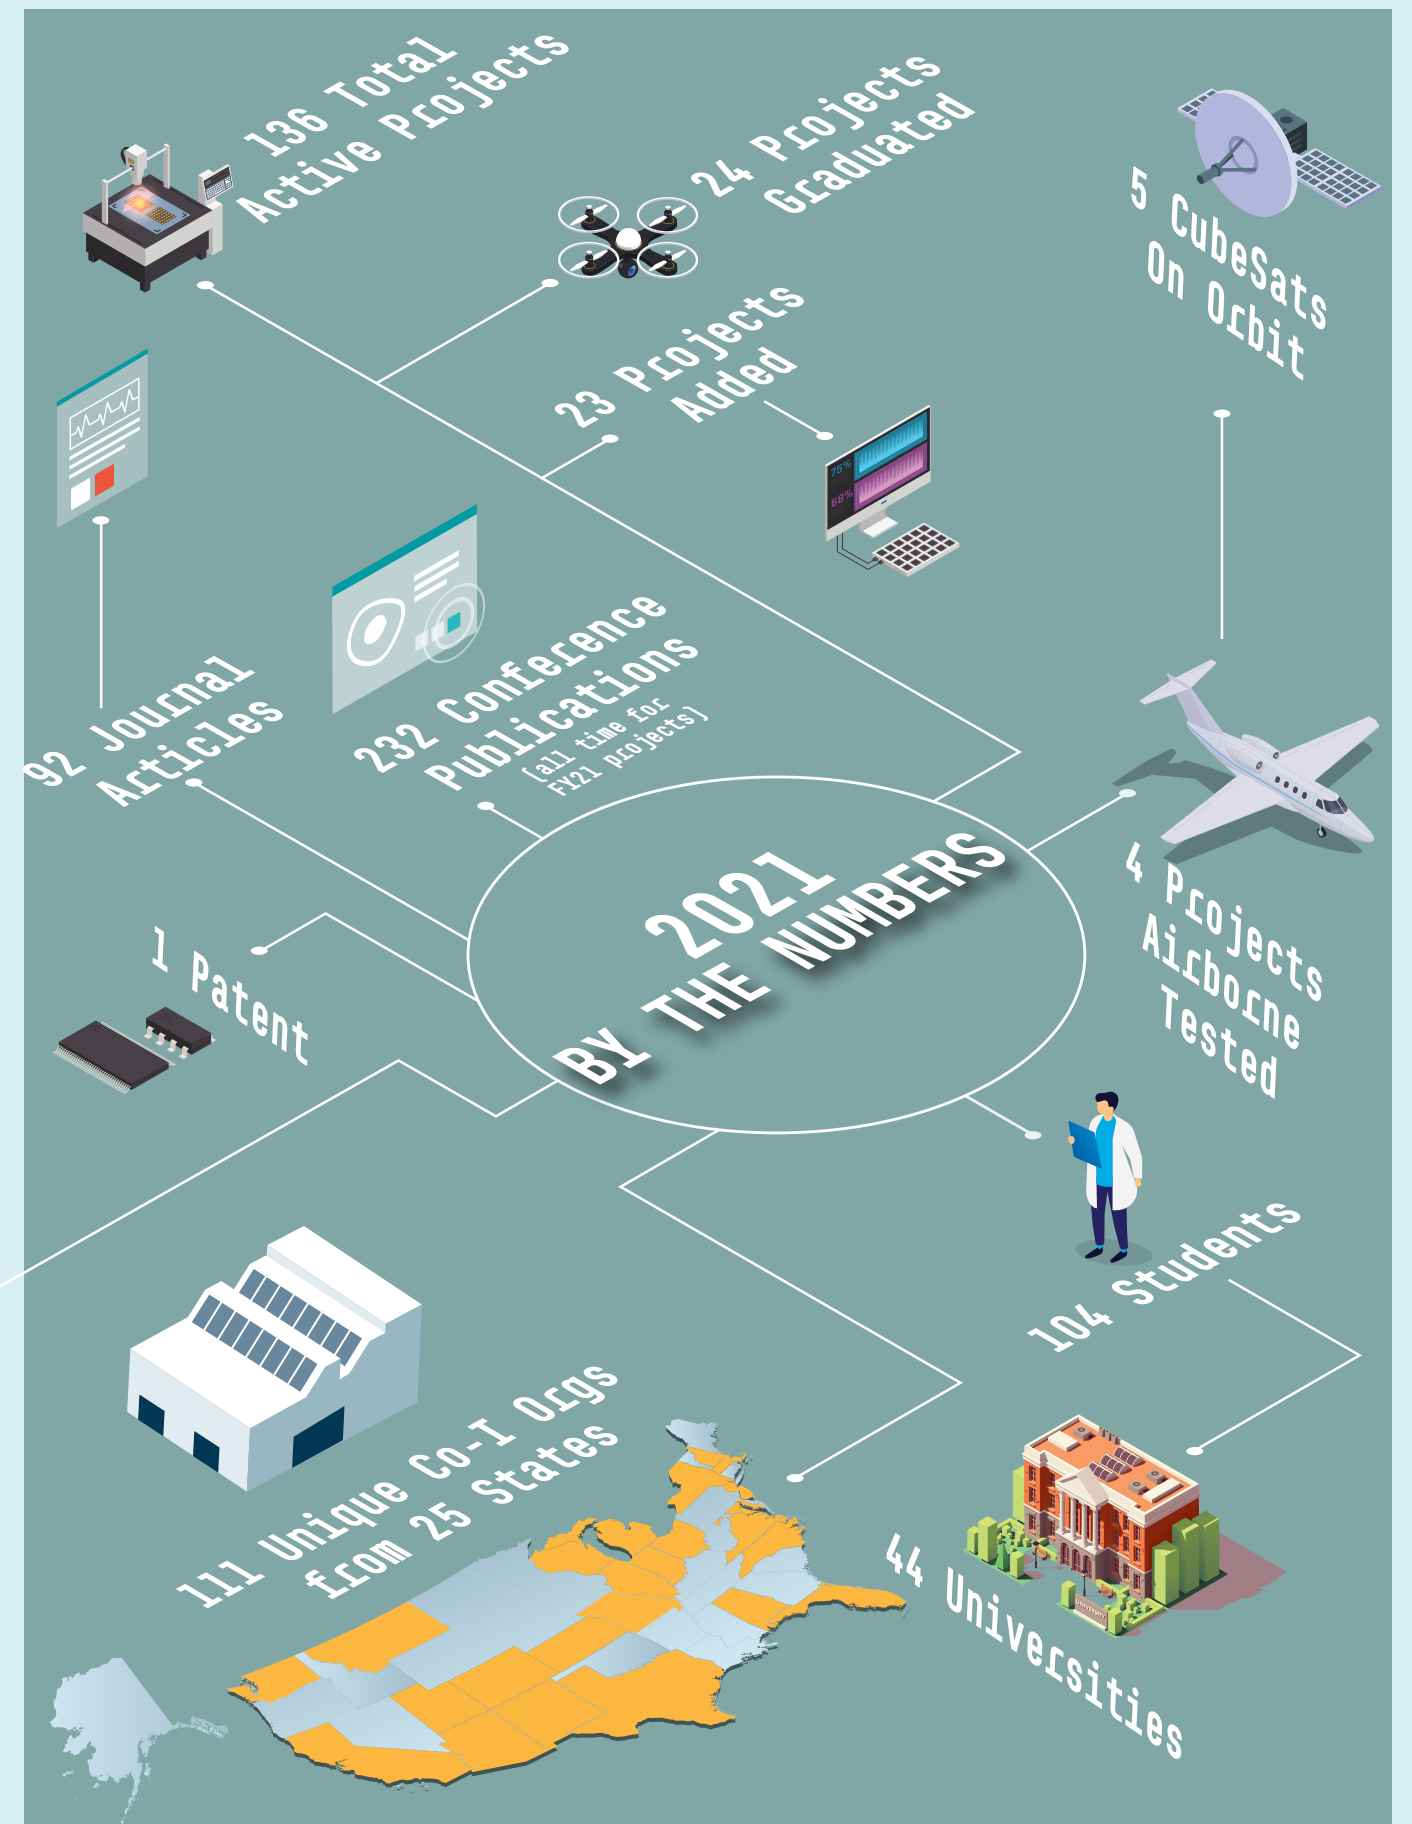 136 Total
Active Projects
24 Projects
Graduated
5 CubeSats
On Orbit
23 Projects
Added
75%
68%
92 Journal
Articles
232 Conference
Publications
(all time for
FY21 projects)
2021
BY THE NUMBERS
4 Projects
Airborne
Tested
1 Patent
104 Students
111 Unique Co-I Orgs
from 25 States
44 Universities
UNIVERSITY